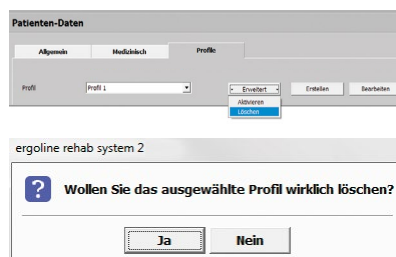 Patienten-Daten
Allgemein Medizinisch Profile
Profil Profil 1 - Erweitert - Erstellen Bearbeiten
Aktivieren
Löschen
ergoline rehab system 2
Wollen Sie das ausgewählte Profil wirklich löschen?
Ja Nein